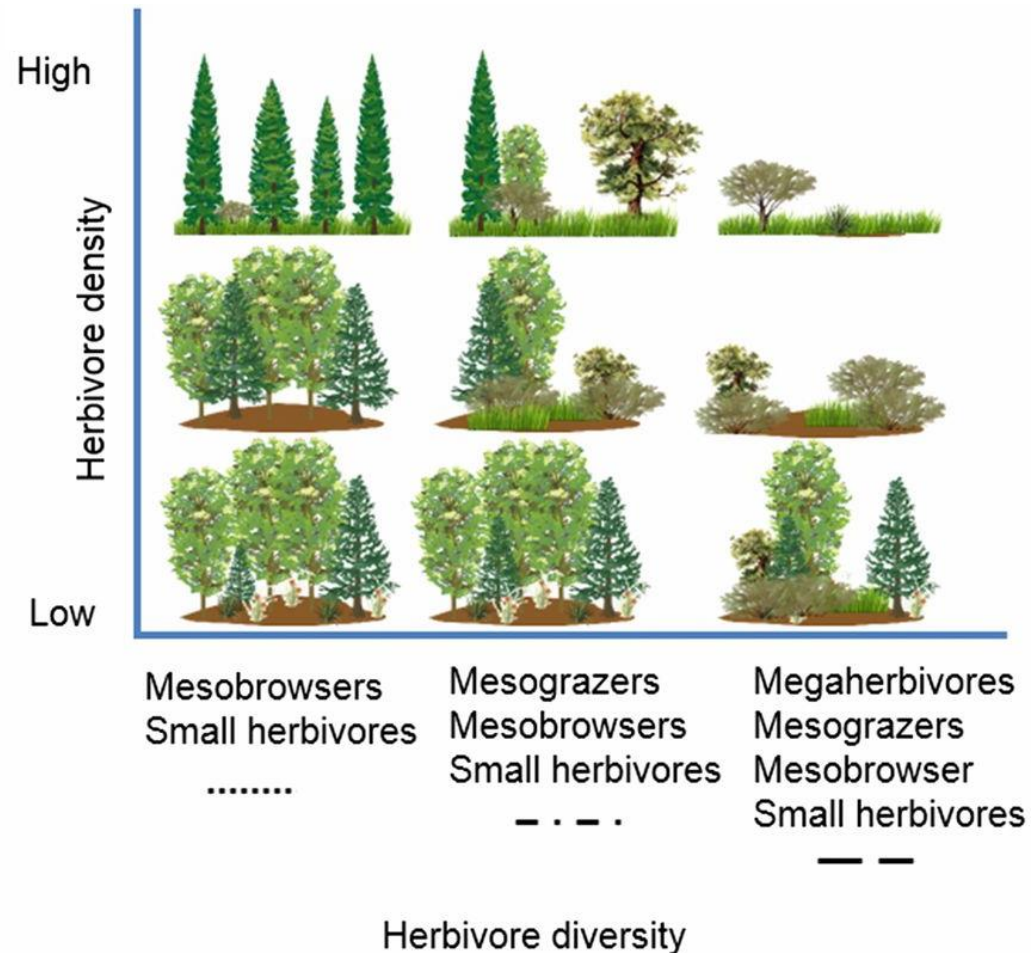 High
Herbivore density
Low
Mesobrowsers
Small herbivores
Mesograzers
Mesobrowsers
Small herbivores
Megaherbivores
Mesograzers
Mesobrowser
Small herbivores
Herbivore diversity